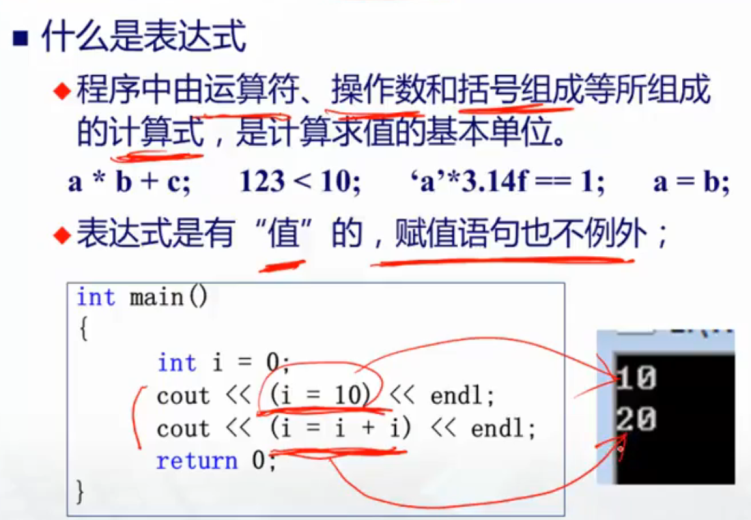 什么是表达式
程序中由运算符、操作数和括号组成等所组成
的计算式，是计算求值的基本单位。
a * b + c; 123 < 10; ‘a’*3.14f == 1; a = b;
表达式是有“值”的，赋值语句也不例外；
int main()
{
int i = 0;
cout << (i = 10) << endl;
cout << (i = i + i) << endl;
return 0;
}
10
20